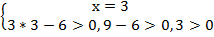 x = 3
3 * 3 − 6 > 0, 9 − 6 > 0, 3 > 0